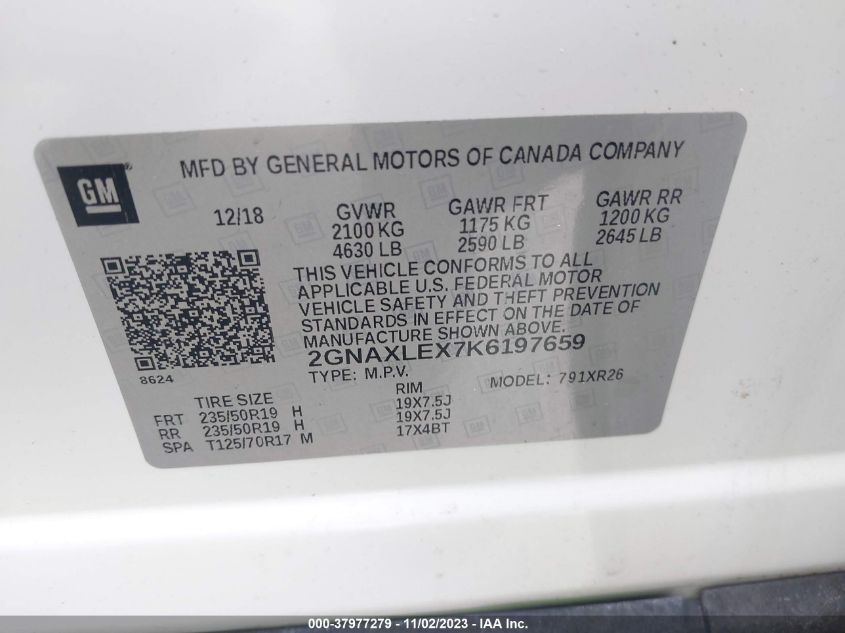 MFD BY GENERAL MOTORS OF CANADA COMPANY
GM
12/18
GVWR
2100 KG
4630 LB
GAWR FRT
1175 KG
2590 LB
GAWR RR
1200 KG
2645 LB
THIS VEHICLE CONFORMS TO ALL
APPLICABLE U.S. FEDERAL MOTOR
VEHICLE SAFETY AND THEFT PREVENTION
STANDARDS IN EFFECT ON THE DATE OF
MANUFACTURE SHOWN ABOVE.
2GNAXLEX7K6197659
8624
TYPE: M.P.V.
MODEL: 791XR26
TIRE SIZE RIM
FRT 235/50R19 H 19X7.5J
RR 235/50R19 H 19X7.5J
SPA T125/70R17 M 17X4BT
000-37977279 - 11/02/2023 - IAA Inc.